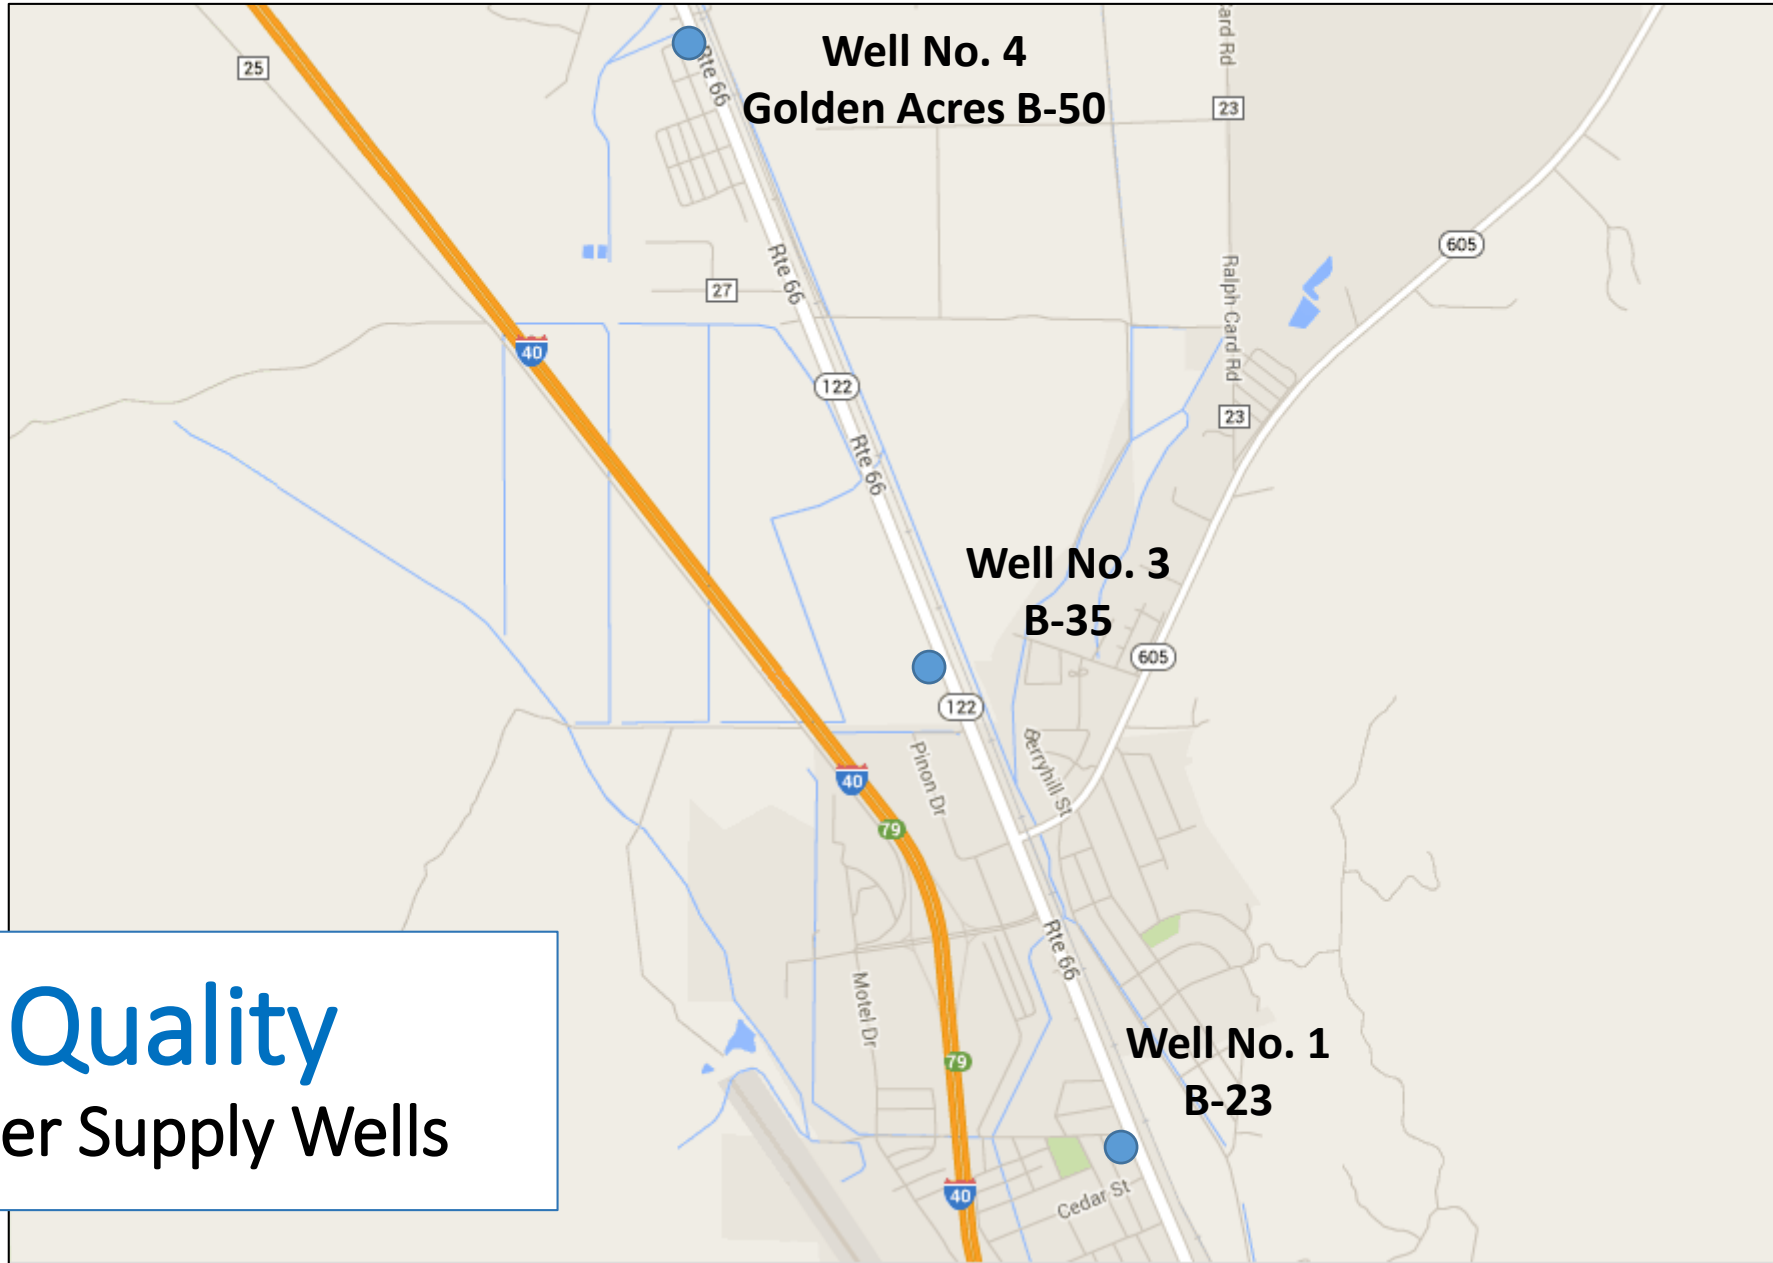 ard Rd
Well No. 4
Golden Acres B-50
25
Rte 66
23
605
Rte 66
Ralph Card Rd
27
40
122
23
Rte 66
Well No. 3
B-35
605
122
Pinon Dr
Berryhill St
40
79
Rte 66
Quality
er Supply Wells
Motel Dr
Well No. 1
B-23
79
Cedar St
40